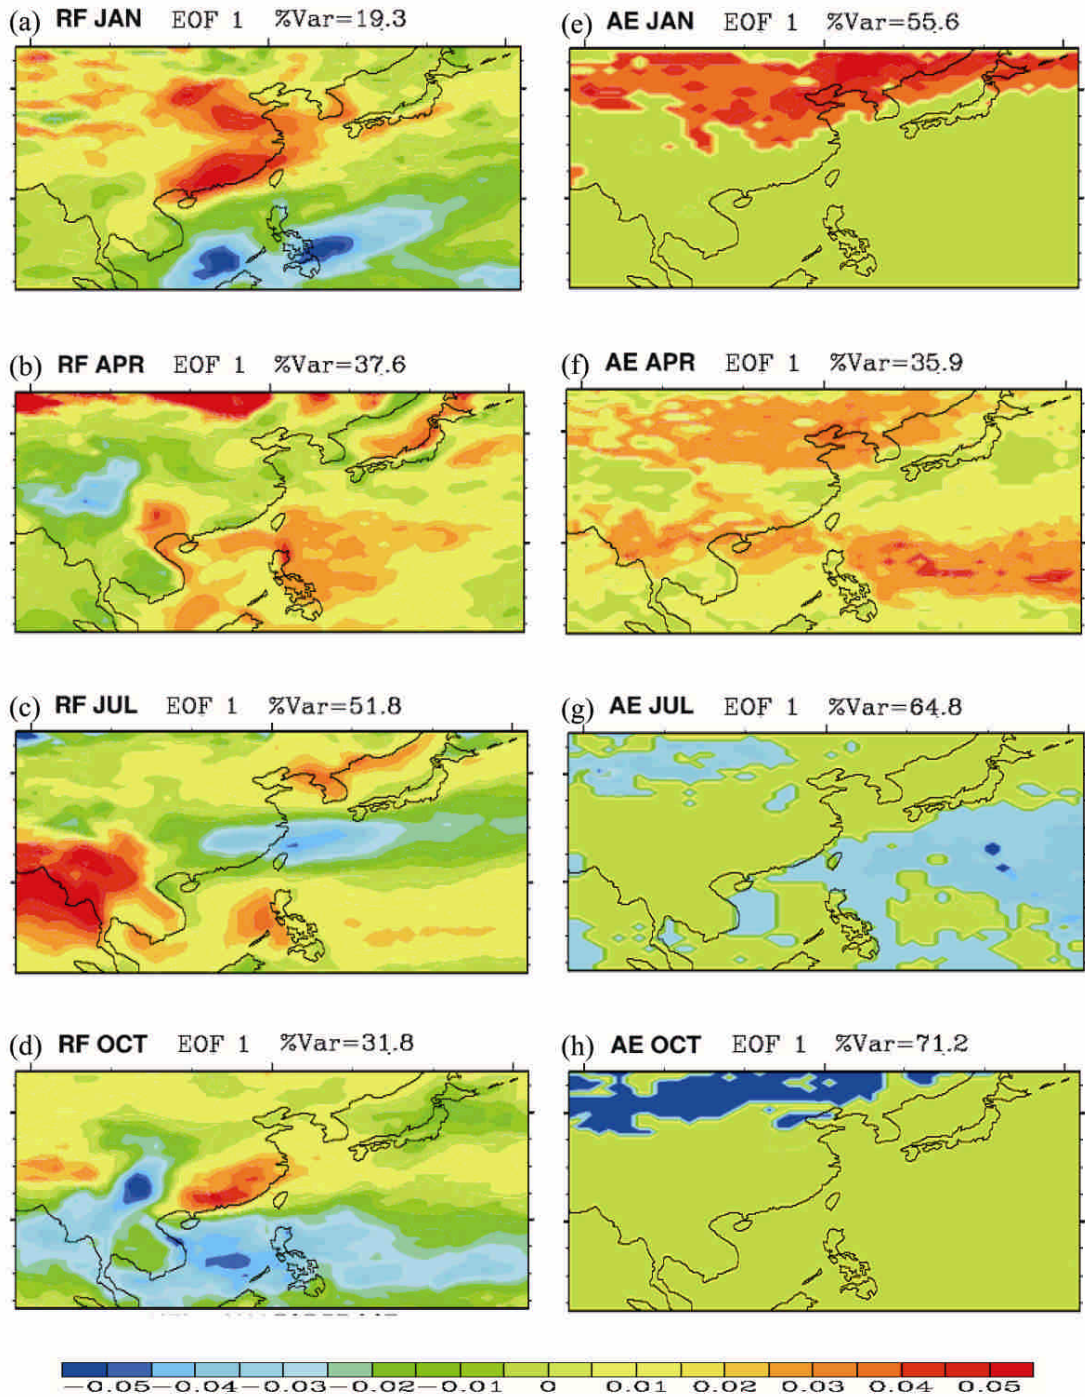 (a) RF JAN EOF 1 %Var=19.3
(e) AE JAN EOF 1 %Var=55.6
(b) RF APR EOF 1 %Var=37.6
(f) AE APR EOF 1 %Var=35.9
(c) RF JUL EOF 1 %Var=51.8
(g) AE JUL EOF 1 %Var=64.8
(d) RF OCT EOF 1 %Var=31.8
(h) AE OCT EOF 1 %Var=71.2
−0.05 −0.04 −0.03 −0.02 −0.01 0 0.01 0.02 0.03 0.04 0.05